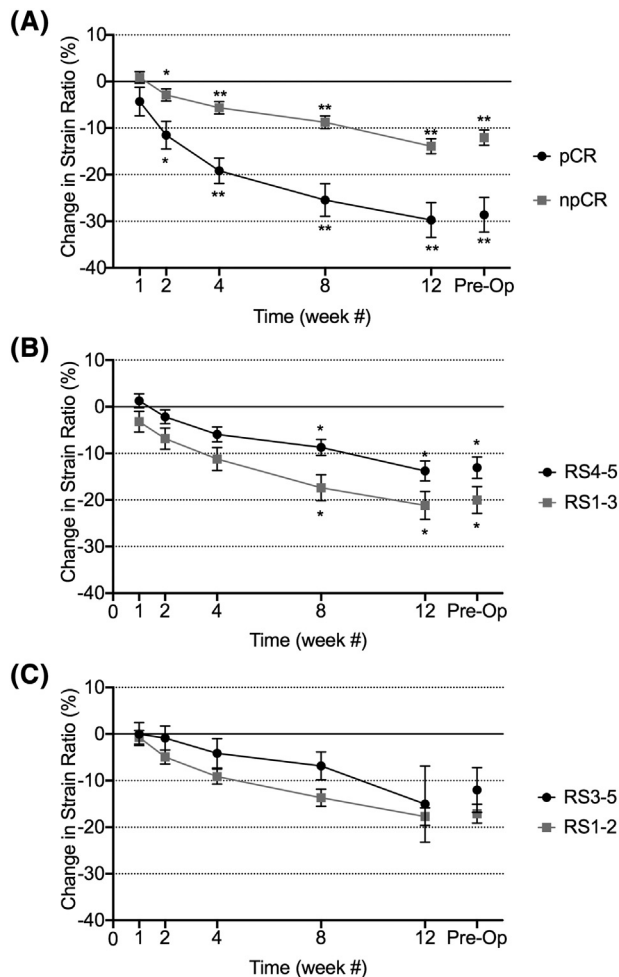 (A)
10
0
-10
-20
-30
-40
Change in Strain Ratio (%)
* ** ** ** **
* ** ** ** **
1 2 4 8 12 Pre-Op
Time (week #)
pCR
npCR
(B)
10
0
-10
-20
-30
-40
Change in Strain Ratio (%)
* * *
* * *
0 1 2 4 8 12 Pre-Op
Time (week #)
RS4-5
RS1-3
(C)
10
0
-10
-20
-30
-40
Change in Strain Ratio (%)
0 1 2 4 8 12 Pre-Op
Time (week #)
RS3-5
RS1-2